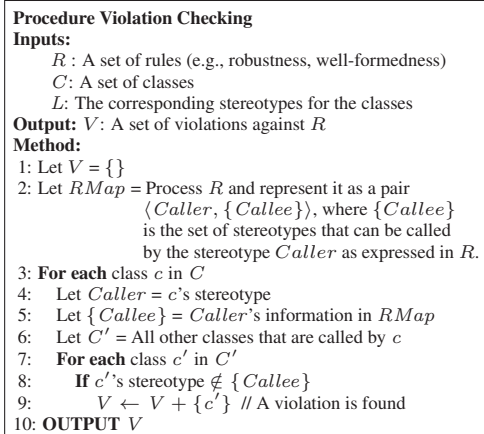 Procedure Violation Checking
Inputs:
R : A set of rules (e.g., robustness, well-formedness)
C: A set of classes
L: The corresponding stereotypes for the classes
Output: V: A set of violations against R
Method:
1: Let V = {}
2: Let RMap = Process R and represent it as a pair
⟨Caller, {Callee}⟩, where {Callee}
is the set of stereotypes that can be called
by the stereotype Caller as expressed in R.
3: For each class c in C
4: Let Caller = c's stereotype
5: Let {Callee} = Caller's information in RMap
6: Let C′ = All other classes that are called by c
7: For each class c′ in C′
8: If c′'s stereotype ∉ {Callee}
9: V ← V + {c′} // A violation is found
10: OUTPUT V